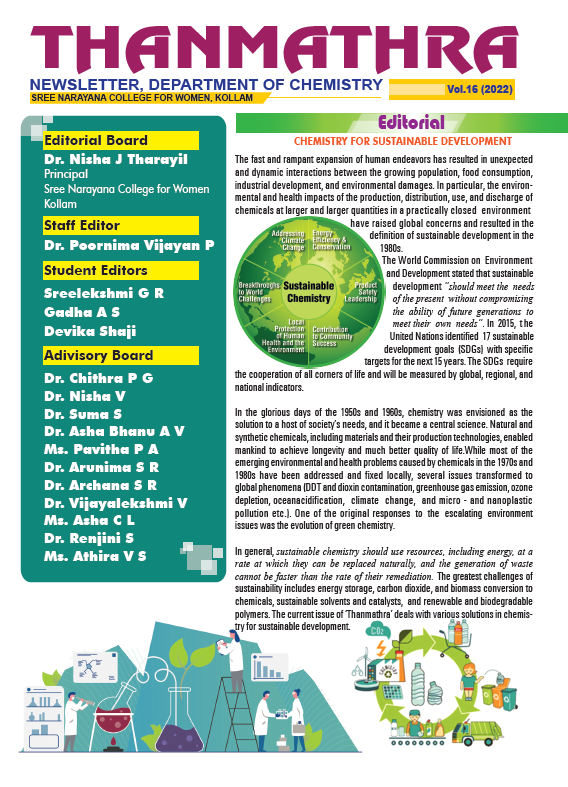 THANMATHRA
NEWSLETTER, DEPARTMENT OF CHEMISTRY
SREE NARAYANA COLLEGE FOR WOMEN, KOLLAM
Vol.16 (2022)
Editorial Board
Dr. Nisha J Tharayil
Principal
Sree Narayana College for Women
Kollam
Staff Editor
Dr. Poornima Vijayan P
Student Editors
Sreelekshmi G R
Gadha A S
Devika Shaji
Adivisory Board
Dr. Chithra P G
Dr. Nisha V
Dr. Suma S
Dr. Asha Bhanu A V
Ms. Pavitha P A
Dr. Arunima S R
Dr. Archana S R
Dr. Vijayalekshmi V
Ms. Asha C L
Dr. Renjini S
Ms. Athira V S
Editorial
CHEMISTRY FOR SUSTAINABLE DEVELOPMENT
The fast and rampant expansion of human endeavors has resulted in unexpected
and dynamic interactions between the growing population, food consumption,
industrial development, and environmental damages. In particular, the environ-
mental and health impacts of the production, distribution, use, and discharge of
chemicals at larger and larger quantities in a practically closed environment
have raised global concerns and resulted in the
definition of sustainable development in the
1980s.
The World Commission on Environment
and Development stated that sustainable
development "should meet the needs
of the present without compromising
the ability of future generations to
meet their own needs". In 2015, the
United Nations identified 17 sustainable
development goals (SDGs) with specific
targets for the next 15 years. The SDGs require
the cooperation of all corners of life and will be measured by global, regional, and
national indicators.
Addressing
Climate
Change
Energy
Efficiency &
Conservation
Breakthroughs
to World
Challenges
Sustainable
Chemistry
Product
Safety
Leadership
Local
Protection
of Human
Health and the
Environment
Contribution
to Community
Success
In the glorious days of the 1950s and 1960s, chemistry was envisioned as the
solution to a host of society's needs, and it became a central science. Natural and
synthetic chemicals, including materials and their production technologies, enabled
mankind to achieve longevity and much better quality of life.While most of the
emerging environmental and health problems caused by chemicals in the 1970s and
1980s have been addressed and fixed locally, several issues transformed to
global phenomena (DDT and dioxin contamination, greenhouse gas emission, ozone
depletion, oceanacidification, climate change, and micro - and nanoplastic
pollution etc.). One of the original responses to the escalating environment
issues was the evolution of green chemistry.
In general, sustainable chemistry should use resources, including energy, at a
rate at which they can be replaced naturally, and the generation of waste
cannot be faster than the rate of their remediation. The greatest challenges of
sustainability includes energy storage, carbon dioxide, and biomass conversion to
chemicals, sustainable solvents and catalysts, and renewable and biodegradable
polymers. The current issue of 'Thanmathra' deals with various solutions in chemis-
try for sustainable development.
CO2